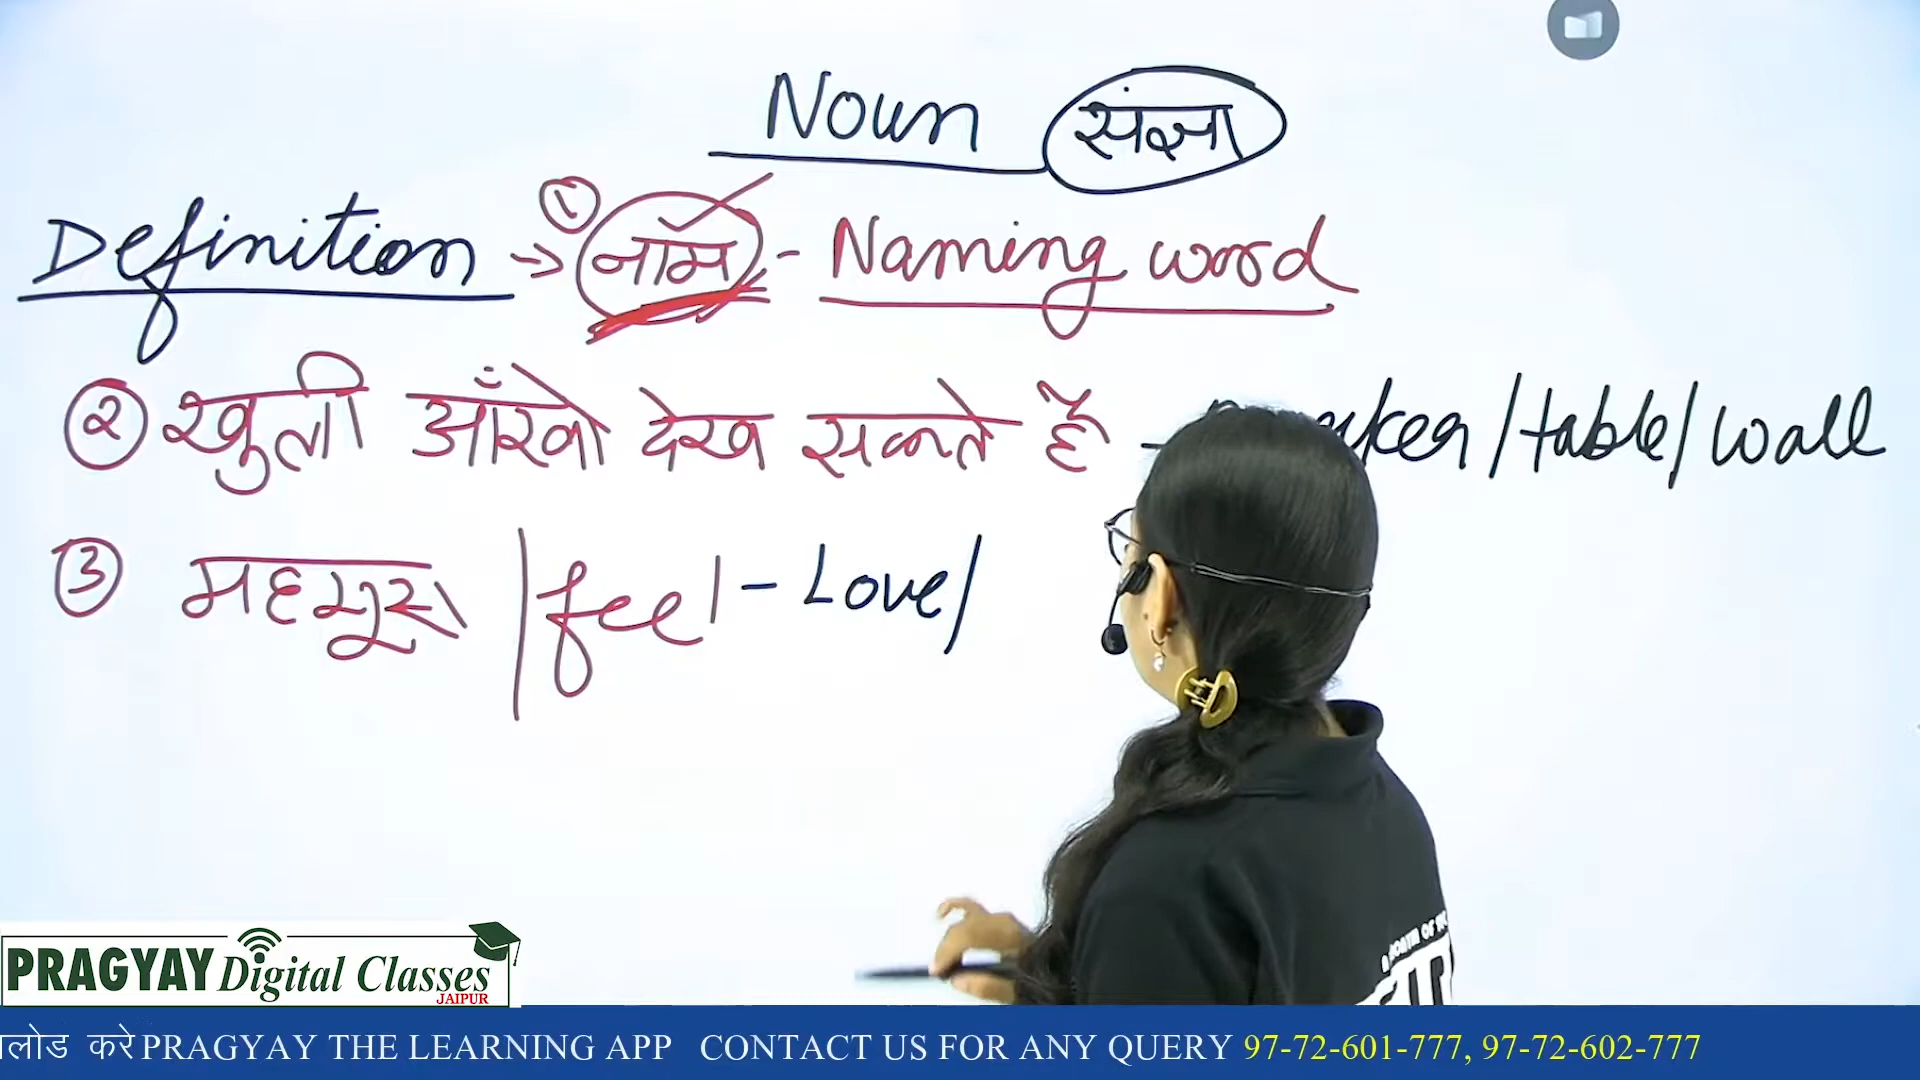 Noun संज्ञा
Definition → ① नाम - Naming word
② खुली आँखो देख सकते है - / table / wall
③ महसूस / feel - Love /
PRAGYAY Digital Classes
JAIPUR
लोड करे PRAGYAY THE LEARNING APP CONTACT US FOR ANY QUERY 97-72-601-777, 97-72-602-777